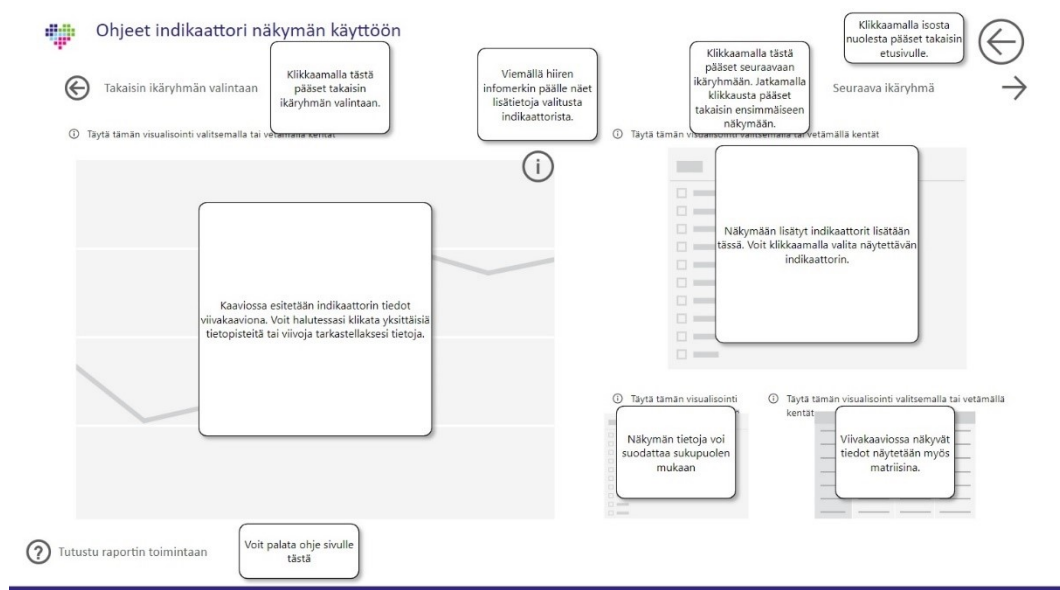 Ohjeet indikaattori näkymän käyttöön
Klikkaamalla isosta
nuolesta pääset takaisin
etusivulle.
Takaisin ikäryhmän valintaan
Klikkaamalla tästä
pääset takaisin
ikäryhmän valintaan.
Viemällä hiiren
infomerkin päälle näet
lisätietoja valitusta
indikaattorista.
Klikkaamalla tästä
pääset seuraavaan
ikäryhmään. Jatkamalla
klikkausta pääset
takaisin ensimmäiseen
näkymään.
Seuraava ikäryhmä
Täytä tämän visualisointi valitsemalla tai vetämällä kentät
Täytä tämän visualisointi valitsemalla tai vetämällä kentät
Kaaviossa esitetään indikaattorin tiedot
viivakaaviona. Voit halutessasi klikata yksittäisiä
tietopisteitä tai viivoja tarkastellaksesi tietoja.
Näkymään lisätyt indikaattorit lisätään
tässä. Voit klikkaamalla valita näytettävän
indikaattorin.
Täytä tämän visualisointi
Näkymän tietoja voi
suodattaa sukupuolen
mukaan
Täytä tämän visualisointi valitsemalla tai vetämällä
kentät
Viivakaaviossa näkyvät
tiedot näytetään myös
matriisina.
Tutustu raportin toimintaan
Voit palata ohje sivulle
tästä